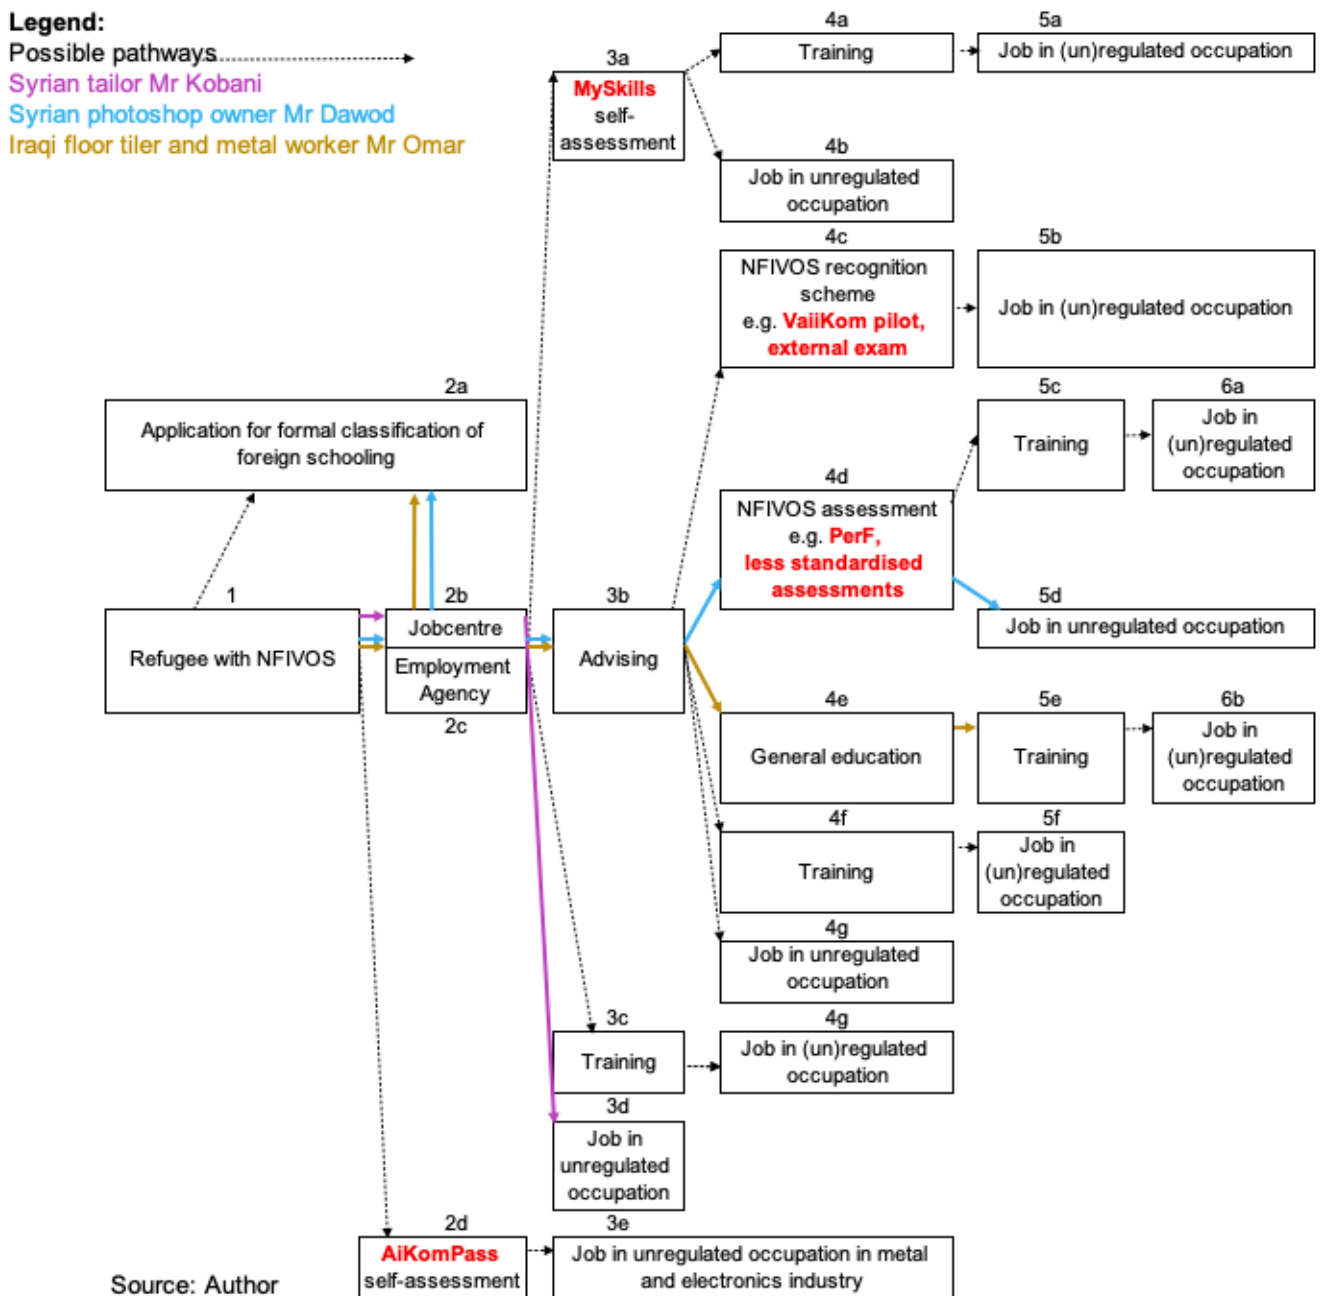 Legend:
Possible pathways
Syrian tailor Mr Kobani
Syrian photoshop owner Mr Dawod
Iraqi floor tiler and metal worker Mr Omar
3a
MySkills
self-
assessment
4a
Training
5a
Job in (un)regulated occupation
4b
Job in unregulated
occupation
4c
NFIVOS recognition
scheme
e.g. ValiKom pilot,
external exam
5b
Job in (un)regulated occupation
2a
Application for formal classification of
foreign schooling
5c
Training
6a
Job in
(un)regulated
occupation
4d
NFIVOS assessment
e.g. PerF,
less standardised
assessments
5d
Job in unregulated occupation
1
Refugee with NFIVOS
2b
Jobcentre
Employment
Agency
2c
3b
Advising
4e
General education
5e
Training
6b
Job in
(un)regulated
occupation
4f
Training
5f
Job in
(un)regulated
occupation
4g
Job in unregulated
occupation
3c
Training
4g
Job in (un)regulated
occupation
3d
Job in
unregulated
occupation
2d
AiKomPass
self-assessment
3e
Job in unregulated occupation in metal
and electronics industry
Source: Author